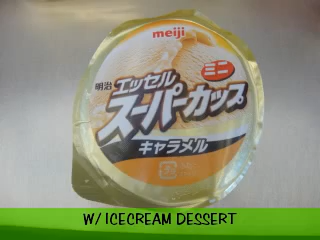 meiji
明治
エッセル
ミニ
スーパーカップ
キャラメル
W/ ICECREAM DESSERT